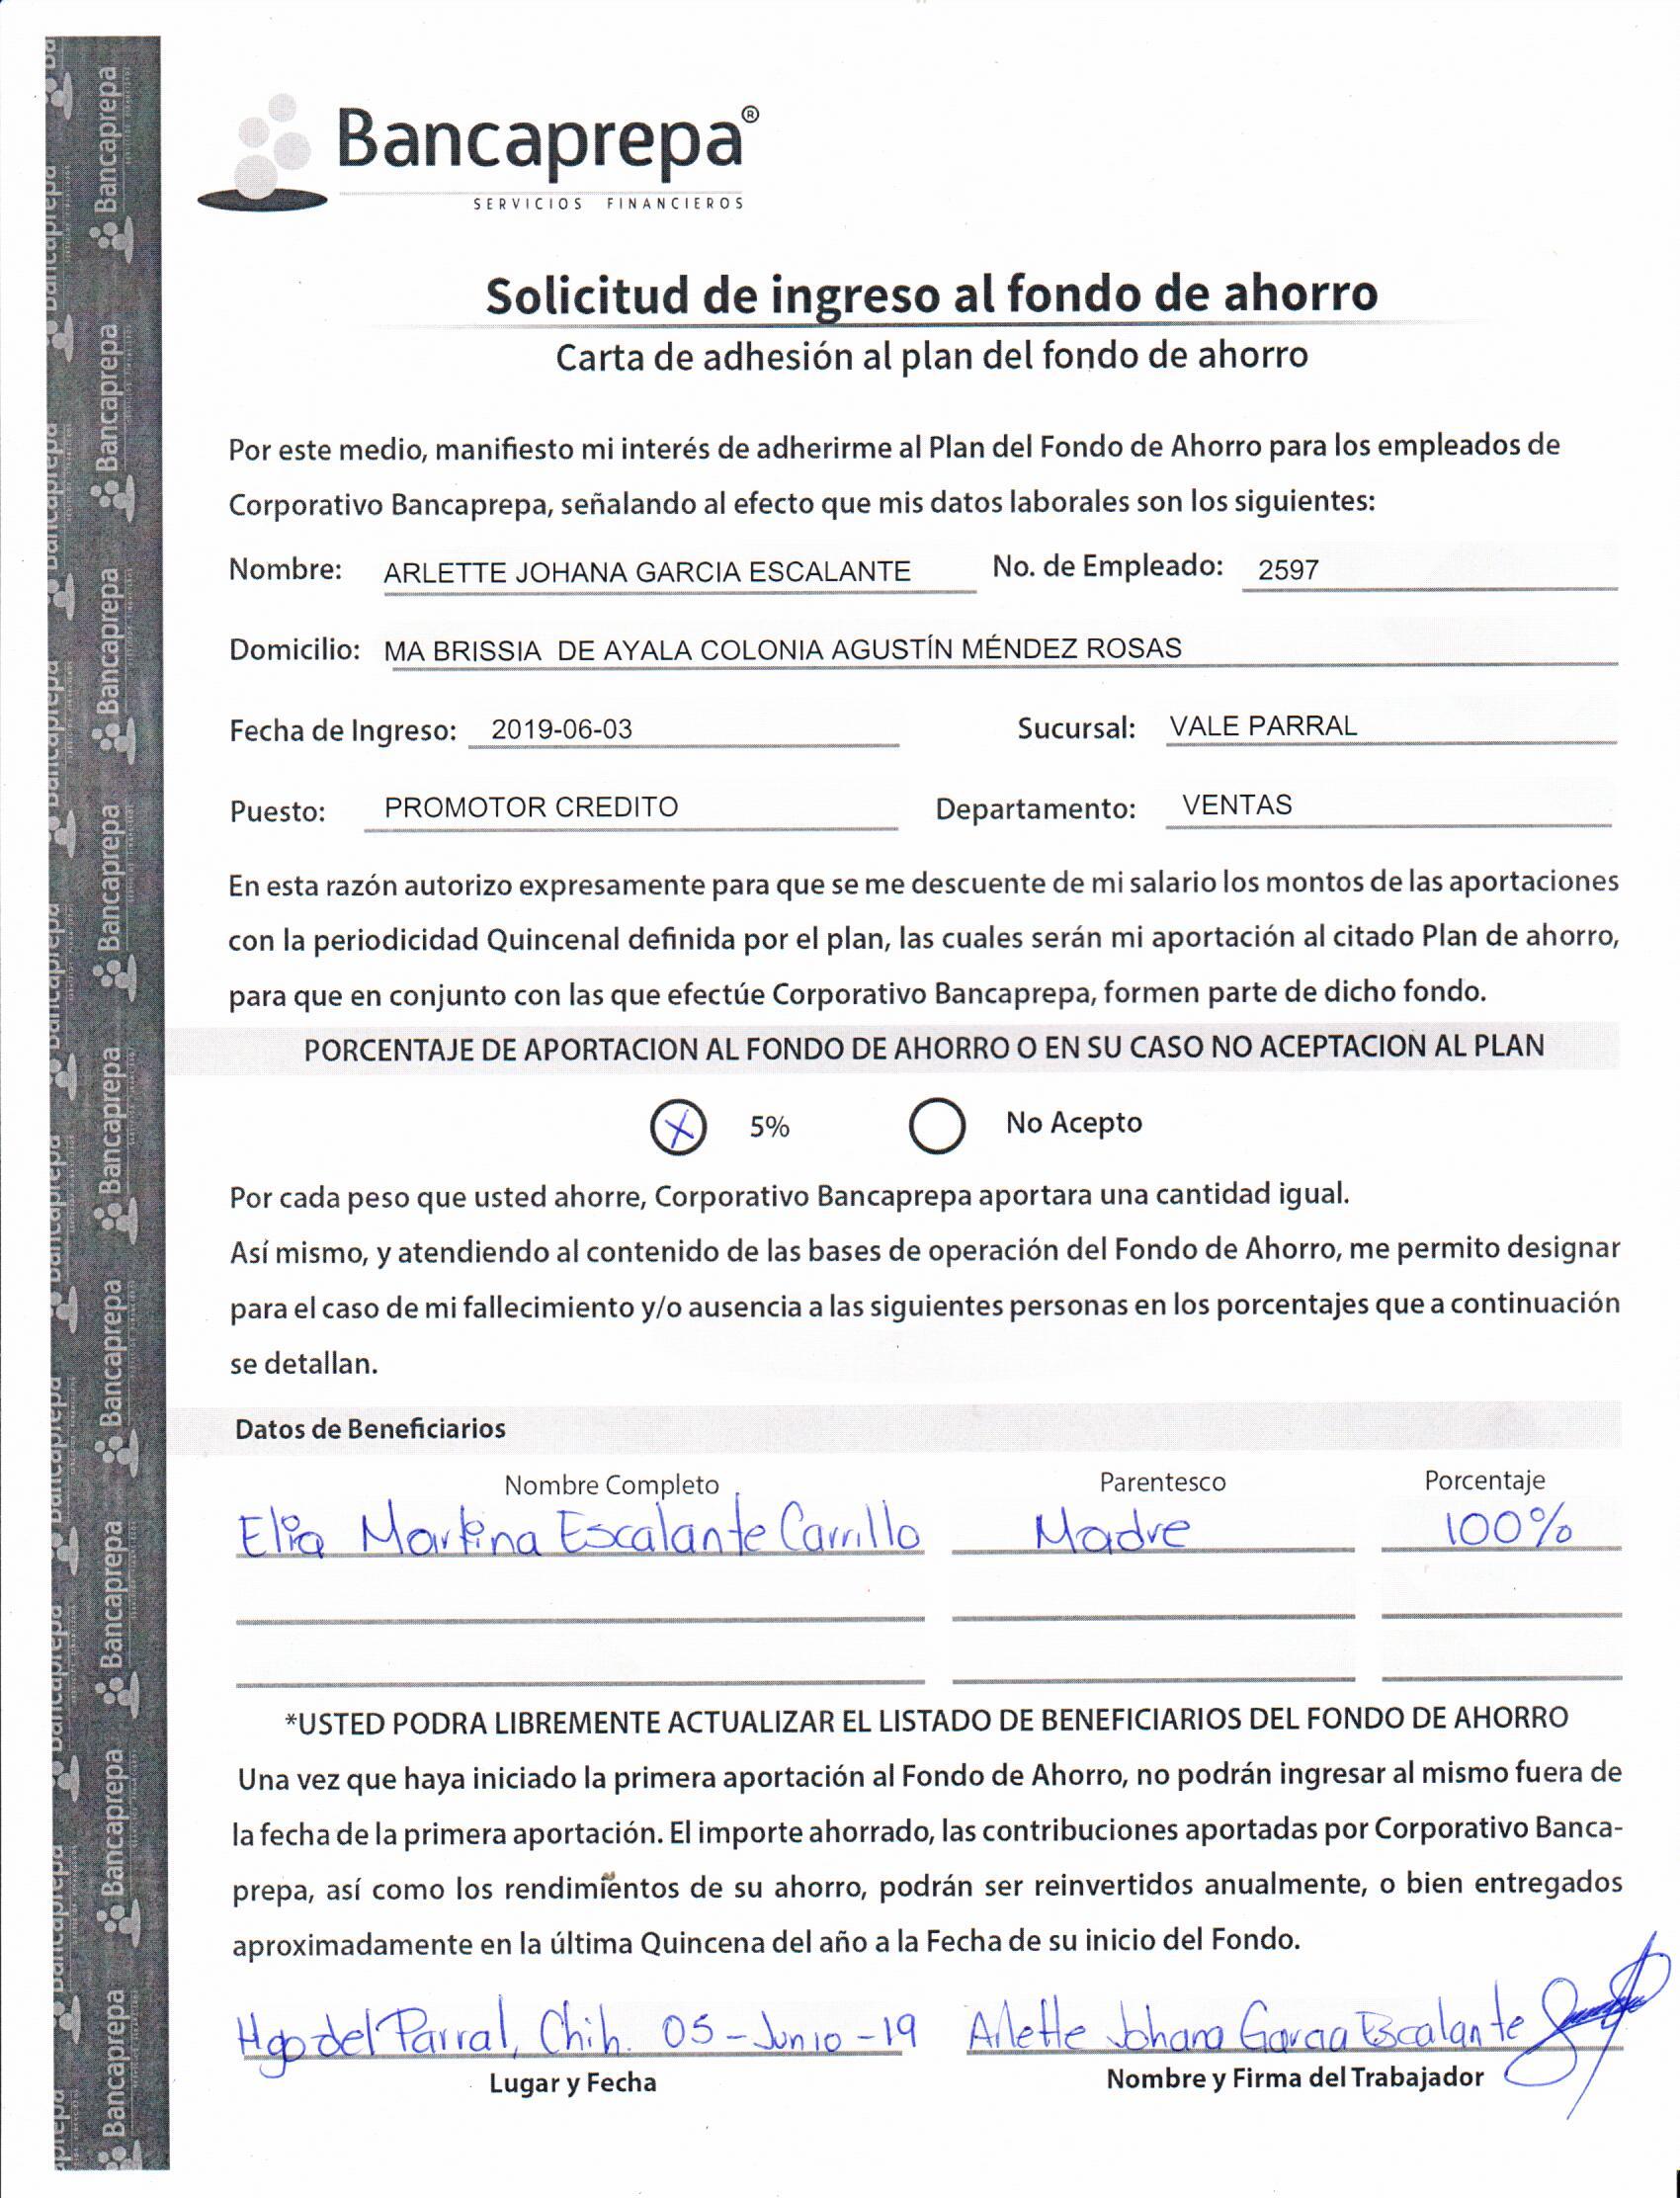 Bancaprepa®
SERVICIOS FINANCIEROS
Solicitud de ingreso al fondo de ahorro
Carta de adhesión al plan del fondo de ahorro
Por este medio, manifiesto mi interés de adherirme al Plan del Fondo de Ahorro para los empleados de
Corporativo Bancaprepa, señalando al efecto que mis datos laborales son los siguientes:
Nombre: ARLETTE JOHANA GARCIA ESCALANTE No. de Empleado: 2597
Domicilio: MA BRISSIA DE AYALA COLONIA AGUSTÍN MÉNDEZ ROSAS
Fecha de Ingreso: 2019-06-03 Sucursal: VALE PARRAL
Puesto: PROMOTOR CREDITO Departamento: VENTAS
En esta razón autorizo expresamente para que se me descuente de mi salario los montos de las aportaciones
con la periodicidad Quincenal definida por el plan, las cuales serán mi aportación al citado Plan de ahorro,
para que en conjunto con las que efectúe Corporativo Bancaprepa, formen parte de dicho fondo.
PORCENTAJE DE APORTACION AL FONDO DE AHORRO O EN SU CASO NO ACEPTACION AL PLAN
X 5% No Acepto
Por cada peso que usted ahorre, Corporativo Bancaprepa aportara una cantidad igual.
Así mismo, y atendiendo al contenido de las bases de operación del Fondo de Ahorro, me permito designar
para el caso de mi fallecimiento y/o ausencia a las siguientes personas en los porcentajes que a continuación
se detallan.
Datos de Beneficiarios
Nombre Completo Parentesco Porcentaje
Elia Martina Escalante Carrillo Madre 100%
*USTED PODRA LIBREMENTE ACTUALIZAR EL LISTADO DE BENEFICIARIOS DEL FONDO DE AHORRO
Una vez que haya iniciado la primera aportación al Fondo de Ahorro, no podrán ingresar al mismo fuera de
la fecha de la primera aportación. El importe ahorrado, las contribuciones aportadas por Corporativo Banca-
prepa, así como los rendimientos de su ahorro, podrán ser reinvertidos anualmente, o bien entregados
aproximadamente en la última Quincena del año a la Fecha de su inicio del Fondo.
Hgo del Parral, Chih. 05-Junio-19 Arlette Johana Garcia Escalante
Lugar y Fecha Nombre y Firma del Trabajador